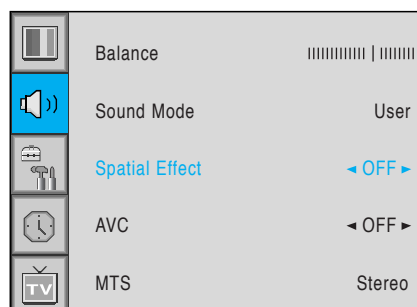 Balance
Sound Mode User
Spatial Effect ◄ OFF ►
AVC ◄ OFF ►
MTS Stereo
TV